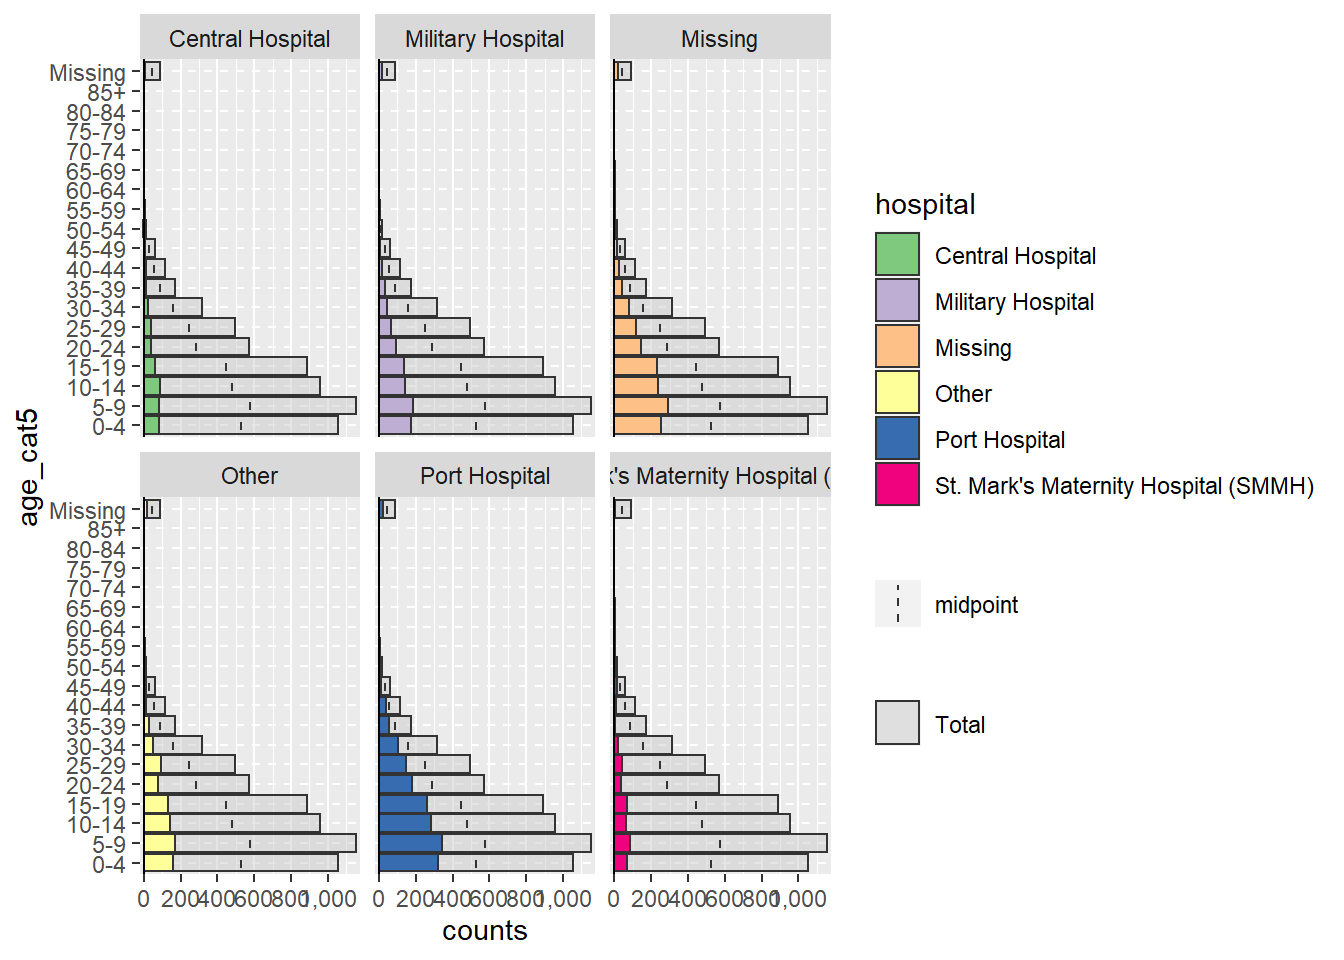 Central Hospital
Military Hospital
Missing
Missing
85+
80-84
75-79
70-74
65-69
60-64
55-59
50-54
45-49
40-44
35-39
30-34
25-29
20-24
15-19
10-14
5-9
0-4
Other
Port Hospital
k's Maternity Hospital (
Missing
85+
80-84
75-79
70-74
65-69
60-64
55-59
50-54
45-49
40-44
35-39
30-34
25-29
20-24
15-19
10-14
5-9
0-4
0 200 400 600 800 1,000
0 200 400 600 800 1,000
0 200 400 600 800 1,000
counts
age_cat5
hospital
Central Hospital
Military Hospital
Missing
Other
Port Hospital
St. Mark's Maternity Hospital (SMMH)
midpoint
Total